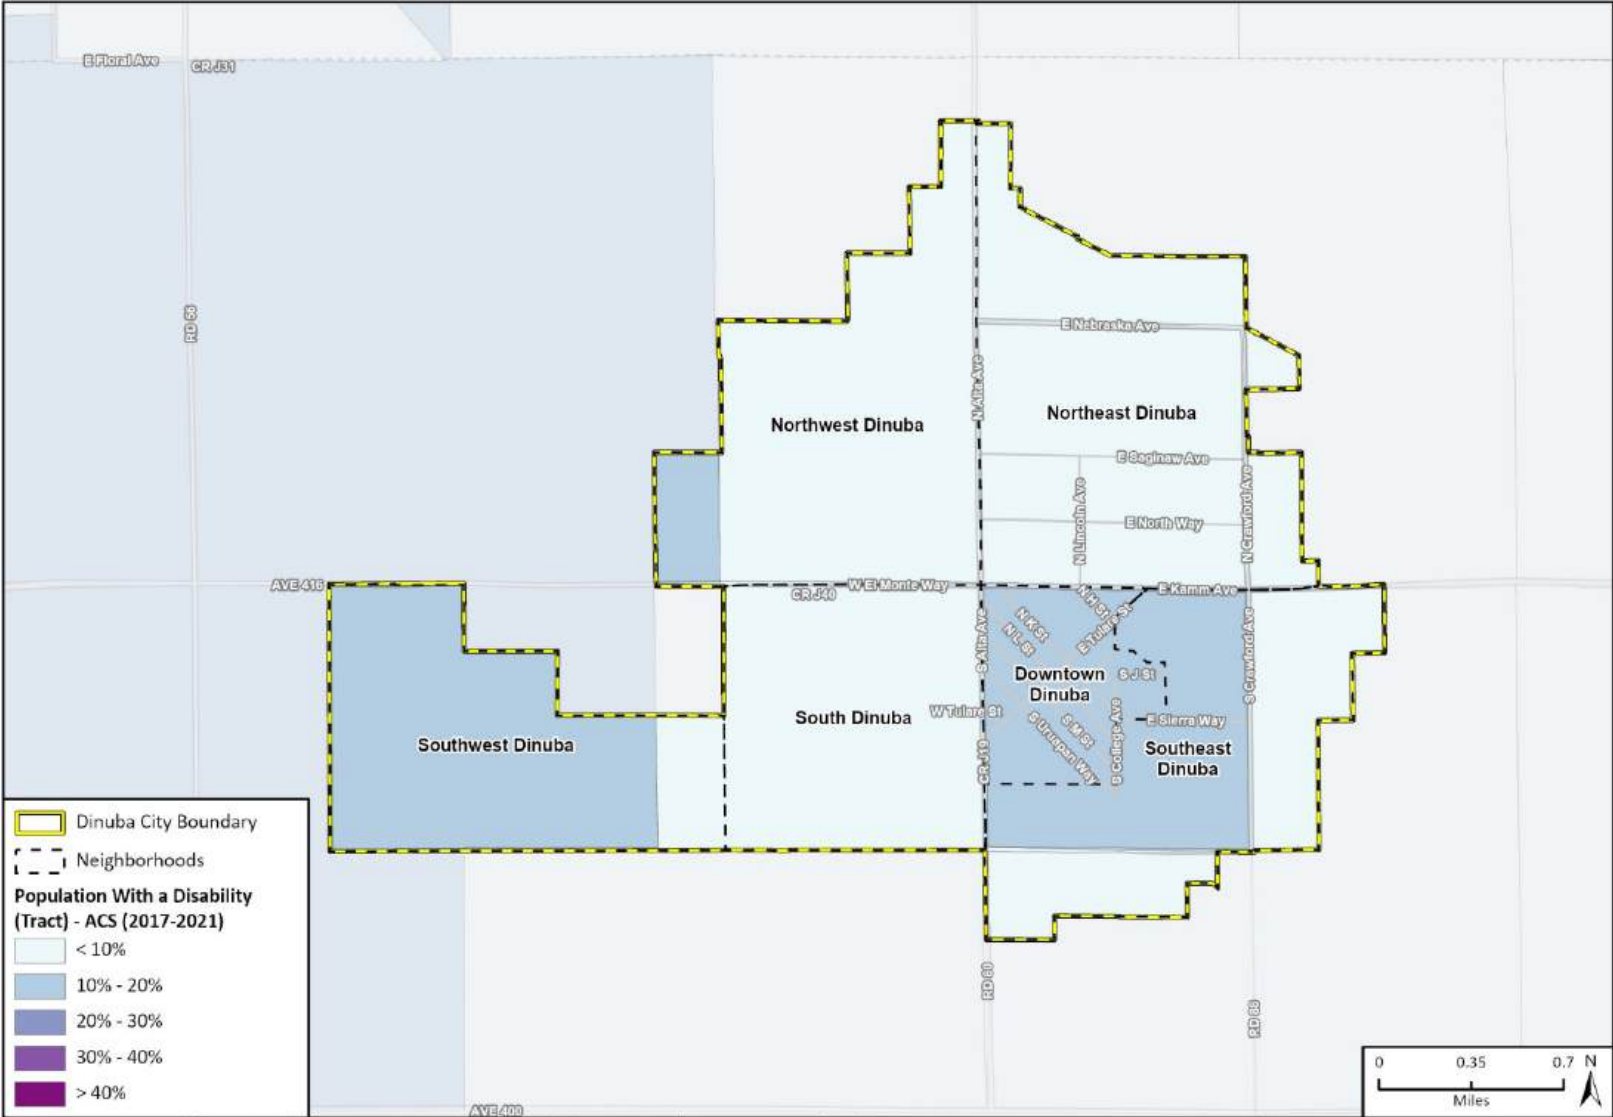 E Floral Ave
CR J31
RD 56
E Nebraska Ave
N Alta Ave
Northwest Dinuba
Northeast Dinuba
E Saginaw Ave
N Lincoln Ave
E North Way
N Crawford Ave
AVE 416
W El Monte Way
CR J40
E Kamm Ave
N H St
N K St
N L St
E Tulare St
S Alta Ave
S Crawford Ave
Downtown
Dinuba
S J St
South Dinuba
W Tulare St
S M St
S Uruapan Way
S College Ave
E Sierra Way
Southwest Dinuba
CR J19
Southeast
Dinuba
RD 80
RD 86
AVE 400
Dinuba City Boundary
Neighborhoods
Population With a Disability
(Tract) - ACS (2017-2021)
< 10%
10% - 20%
20% - 30%
30% - 40%
> 40%
0 0.35 0.7 N
Miles